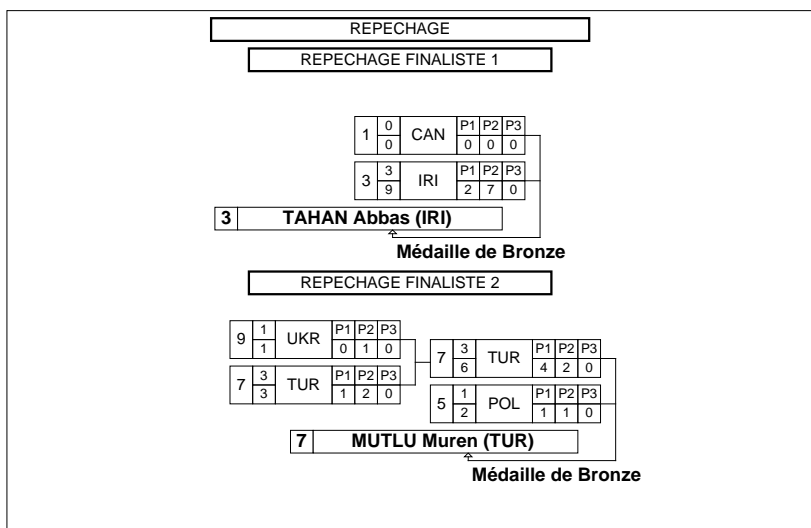 REPECHAGE
REPECHAGE FINALISTE 1
1 0 CAN P1 P2 P3
0 0 0 0
3 3 IRI P1 P2 P3
9 2 7 0
3 TAHAN Abbas (IRI)
Médaille de Bronze
REPECHAGE FINALISTE 2
9 1 UKR P1 P2 P3
1 0 1 0
7 3 TUR P1 P2 P3
3 1 2 0
7 3 TUR P1 P2 P3
6 4 2 0
5 1 POL P1 P2 P3
2 1 1 0
7 MUTLU Muren (TUR)
Médaille de Bronze